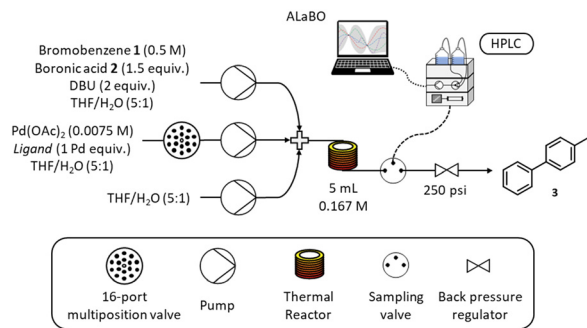 ALaBO
HPLC
Bromobenzene 1 (0.5 M)
Boronic acid 2 (1.5 equiv.)
DBU (2 equiv.)
THF/H₂O (5:1)
Pd(OAc)₂ (0.0075 M)
Ligand (1 Pd equiv.)
THF/H₂O (5:1)
THF/H₂O (5:1)
5 mL
0.167 M
250 psi
3
16-port
multiposition valve
Pump
Thermal
Reactor
Sampling
valve
Back pressure
regulator